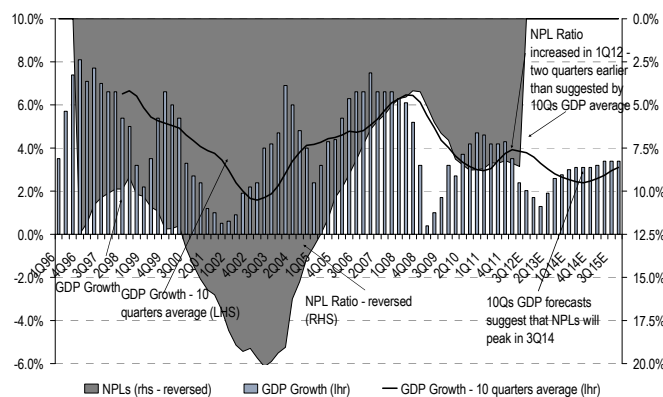 10.0%
8.0%
6.0%
4.0%
2.0%
0.0%
-2.0%
-4.0%
-6.0%
0.0%
2.5%
5.0%
7.5%
10.0%
12.5%
15.0%
17.5%
20.0%
NPL Ratio
increased in 1Q12 -
two quarters earlier
than suggested by
10Qs GDP average
4Q96
4Q96
3Q97
2Q98
1Q99
4Q99
3Q00
2Q01
1Q02
4Q02
3Q03
2Q04
1Q05
4Q05
3Q06
2Q07
1Q08
4Q08
3Q09
2Q10
1Q11
4Q11
3Q12E
2Q13E
1Q14E
4Q14E
3Q15E
GDP Growth
GDP Growth - 10
quarters average (LHS)
NPL Ratio - reversed
(RHS)
10Qs GDP forecasts
suggest that NPLs will
peak in 3Q14
NPLs (rhs - reversed)
GDP Growth (lhr)
GDP Growth - 10 quarters average (lhr)